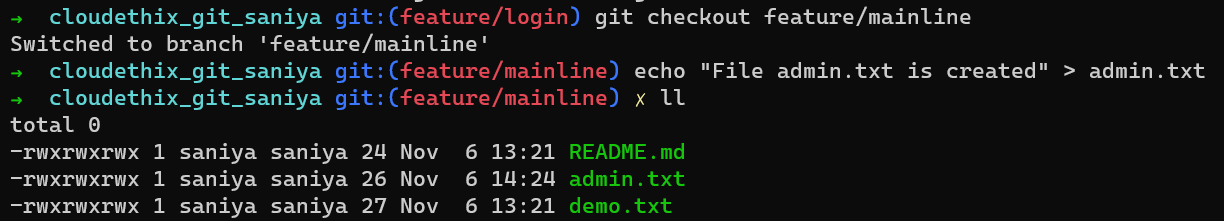 → cloudethix_git_saniya git:(feature/login) git checkout feature/mainline
Switched to branch 'feature/mainline'
→ cloudethix_git_saniya git:(feature/mainline) echo "File admin.txt is created" > admin.txt
→ cloudethix_git_saniya git:(feature/mainline) ✗ ll
total 0
-rwxrwxrwx 1 saniya saniya 24 Nov  6 13:21 README.md
-rwxrwxrwx 1 saniya saniya 26 Nov  6 14:24 admin.txt
-rwxrwxrwx 1 saniya saniya 27 Nov  6 13:21 demo.txt